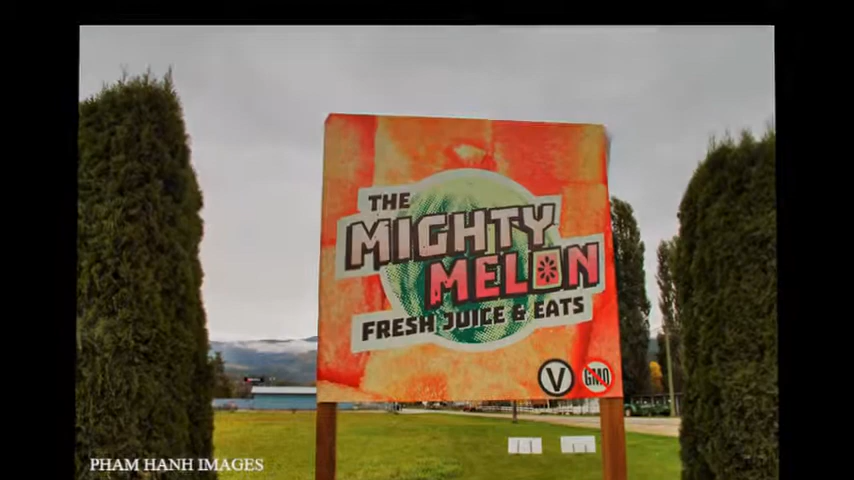 THE
MIGHTY
MELON
FRESH JUICE & EATS
V
GMO
PHAM HANH IMAGES